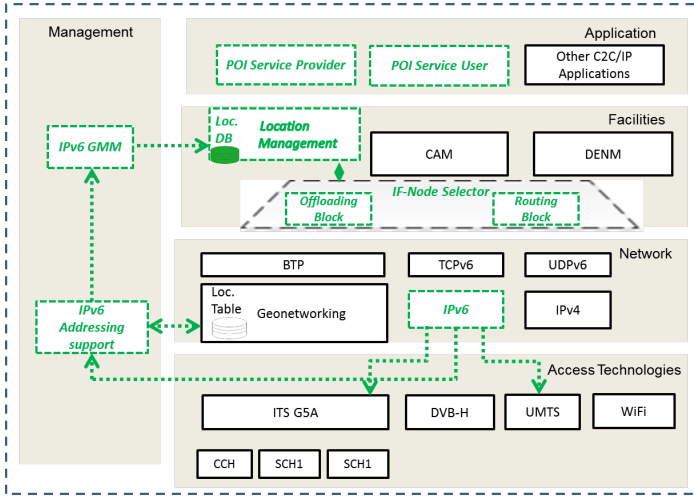 Management
Application
POI Service Provider
POI Service User
Other C2C/IP
Applications
Facilities
IPv6 GMM
Loc.
DB
Location
Management
CAM
DENM
IF-Node Selector
Offloading
Block
Routing
Block
Network
BTP
TCPv6
UDPv6
IPv6
Addressing
support
Loc.
Table
Geonetworking
IPv6
IPv4
Access Technologies
ITS G5A
DVB-H
UMTS
WiFi
CCH
SCH1
SCH1